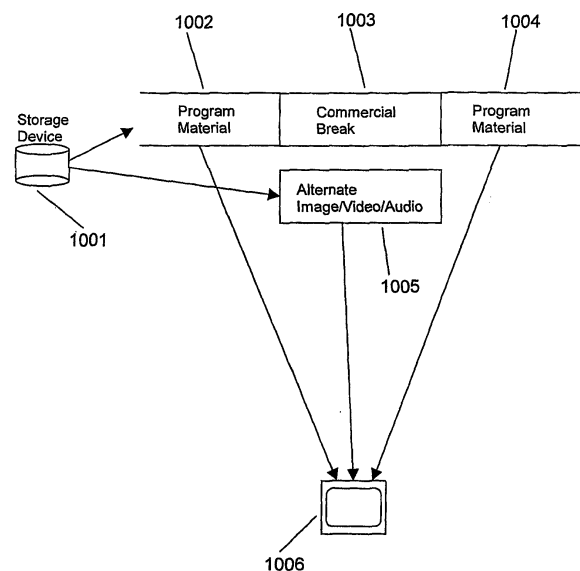 1002
1003
1004
Storage
Device
Program
Material
Commercial
Break
Program
Material
Alternate
Image/Video/Audio
1001
1005
1006